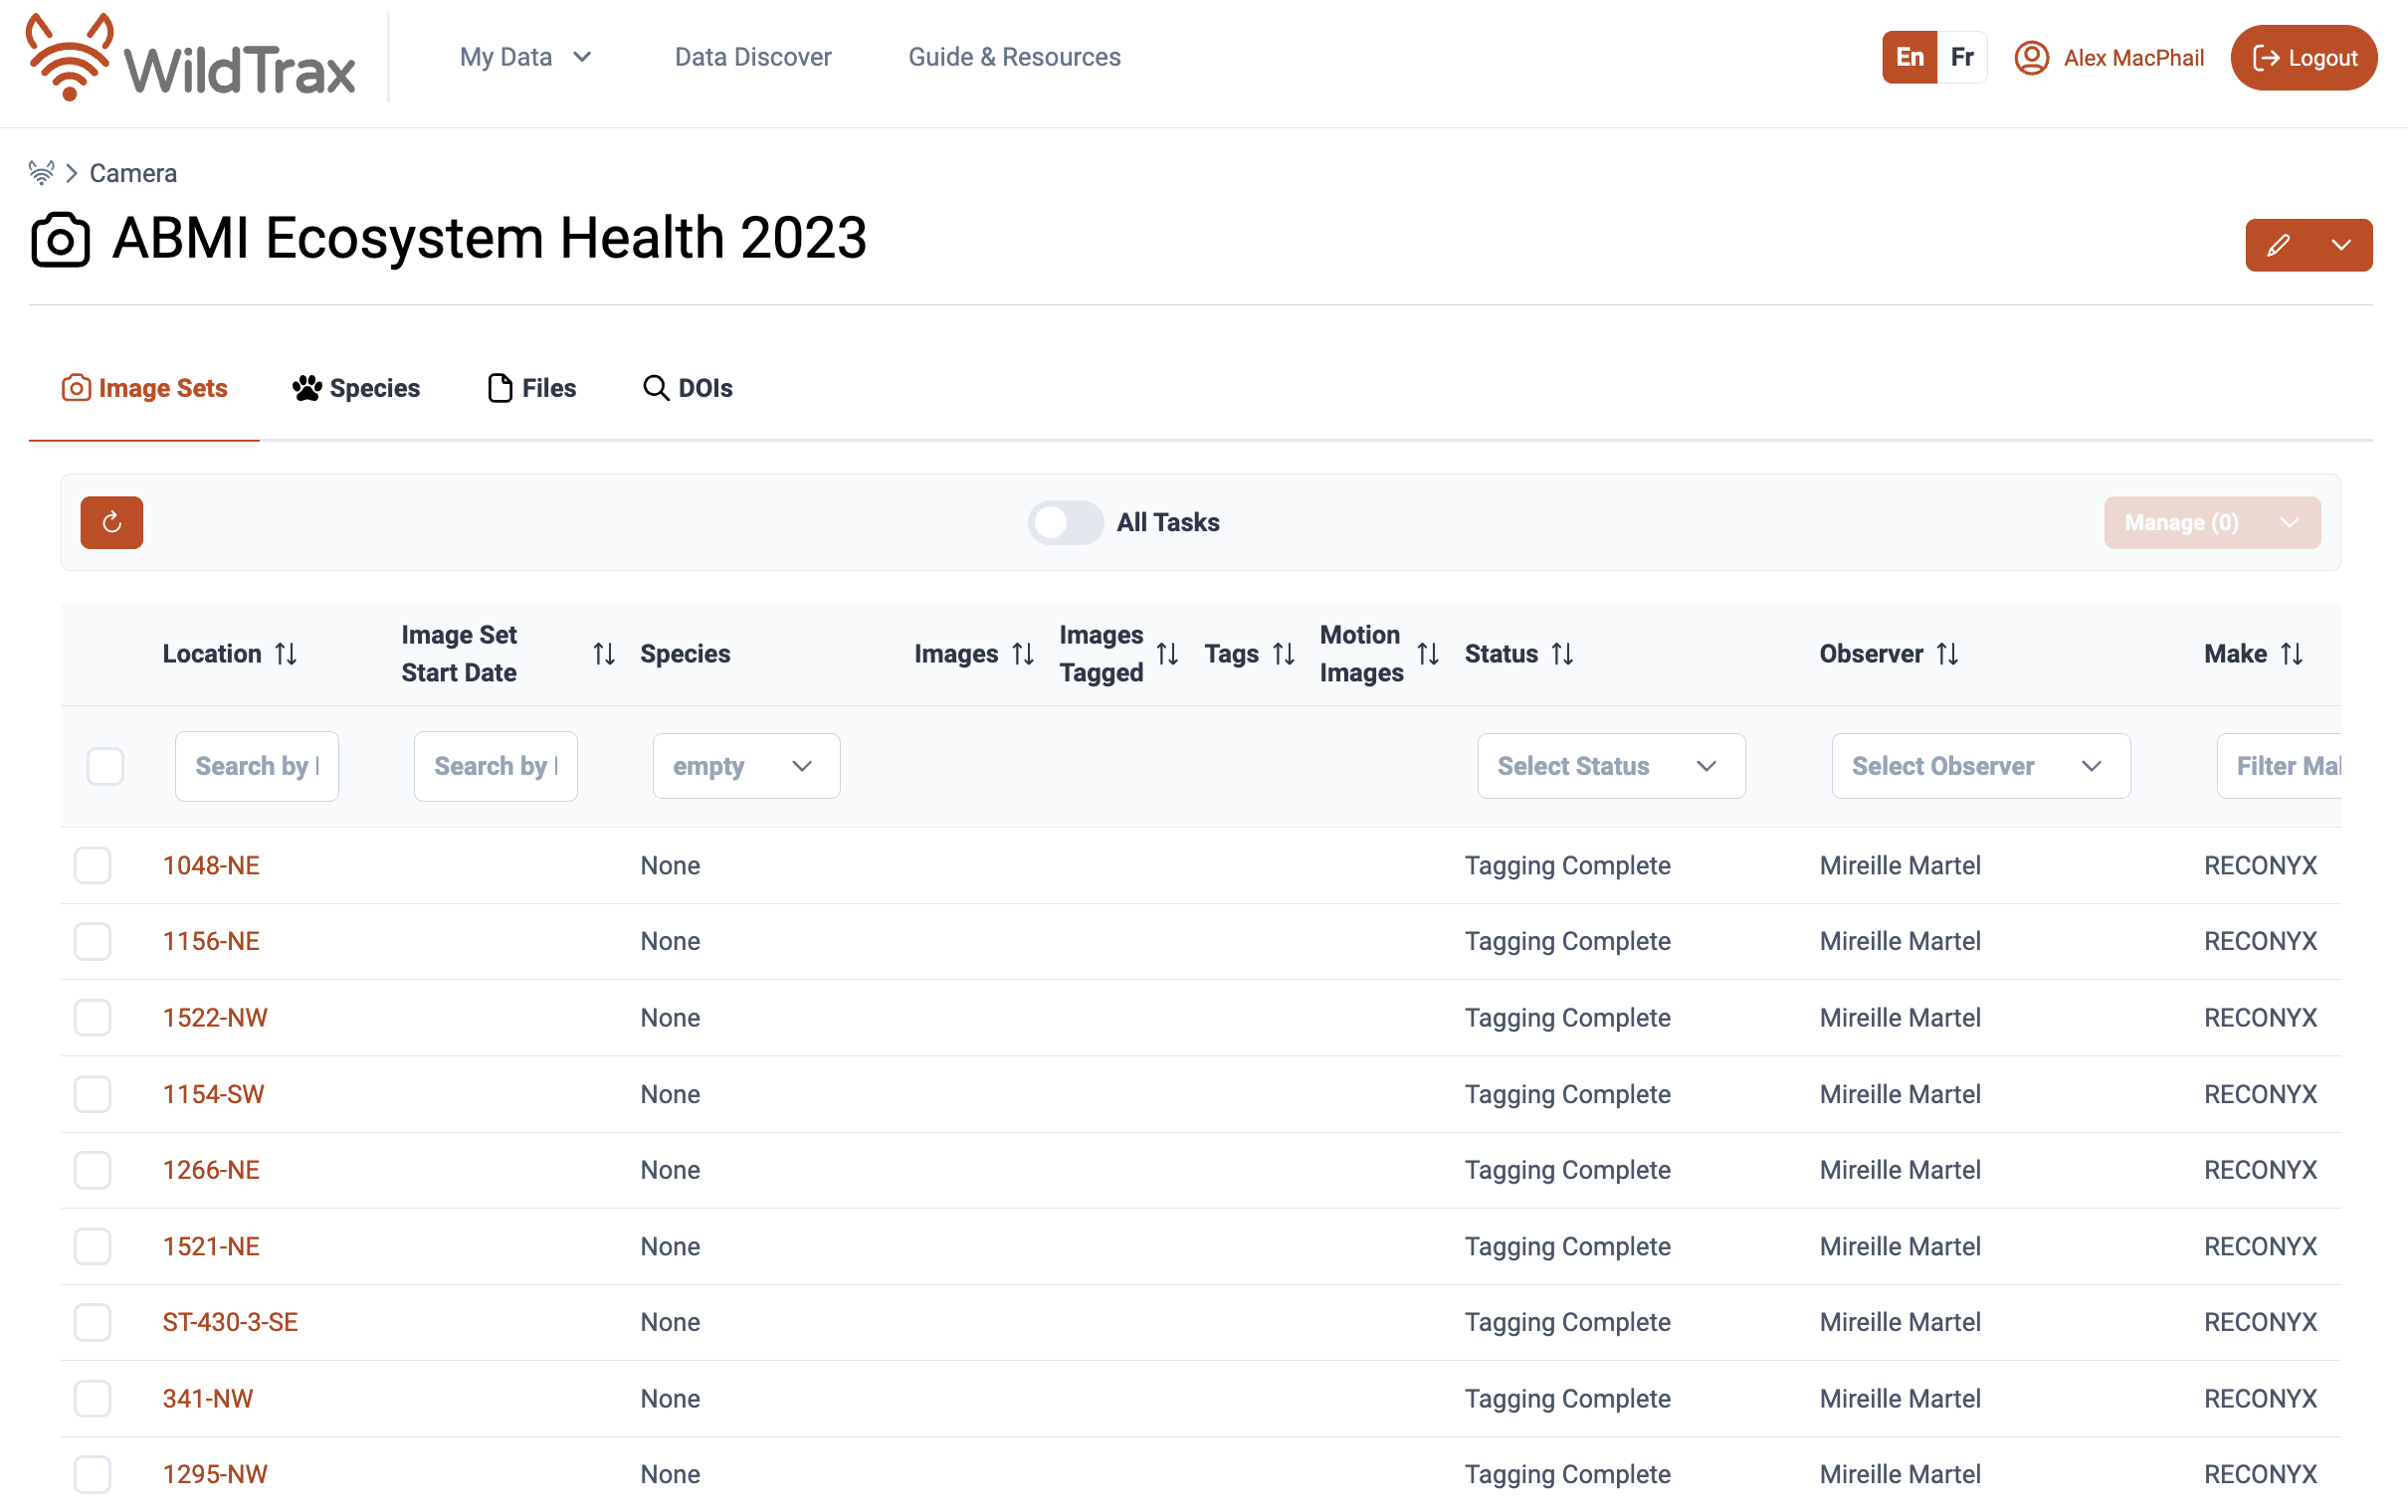 WildTrax
My Data
Data Discover
Guide & Resources
En
Fr
Alex MacPhail
Logout
Camera
ABMI Ecosystem Health 2023
Image Sets
Species
Files
DOIs
All Tasks
Manage (0)
Location
Image Set
Start Date
Species
Images
Images
Tagged
Tags
Motion
Images
Status
Observer
Make
Search by
Search by
empty
Select Status
Select Observer
Filter Mal
1048-NE None Tagging Complete Mireille Martel RECONYX
1156-NE None Tagging Complete Mireille Martel RECONYX
1522-NW None Tagging Complete Mireille Martel RECONYX
1154-SW None Tagging Complete Mireille Martel RECONYX
1266-NE None Tagging Complete Mireille Martel RECONYX
1521-NE None Tagging Complete Mireille Martel RECONYX
ST-430-3-SE None Tagging Complete Mireille Martel RECONYX
341-NW None Tagging Complete Mireille Martel RECONYX
1295-NW None Tagging Complete Mireille Martel RECONYX